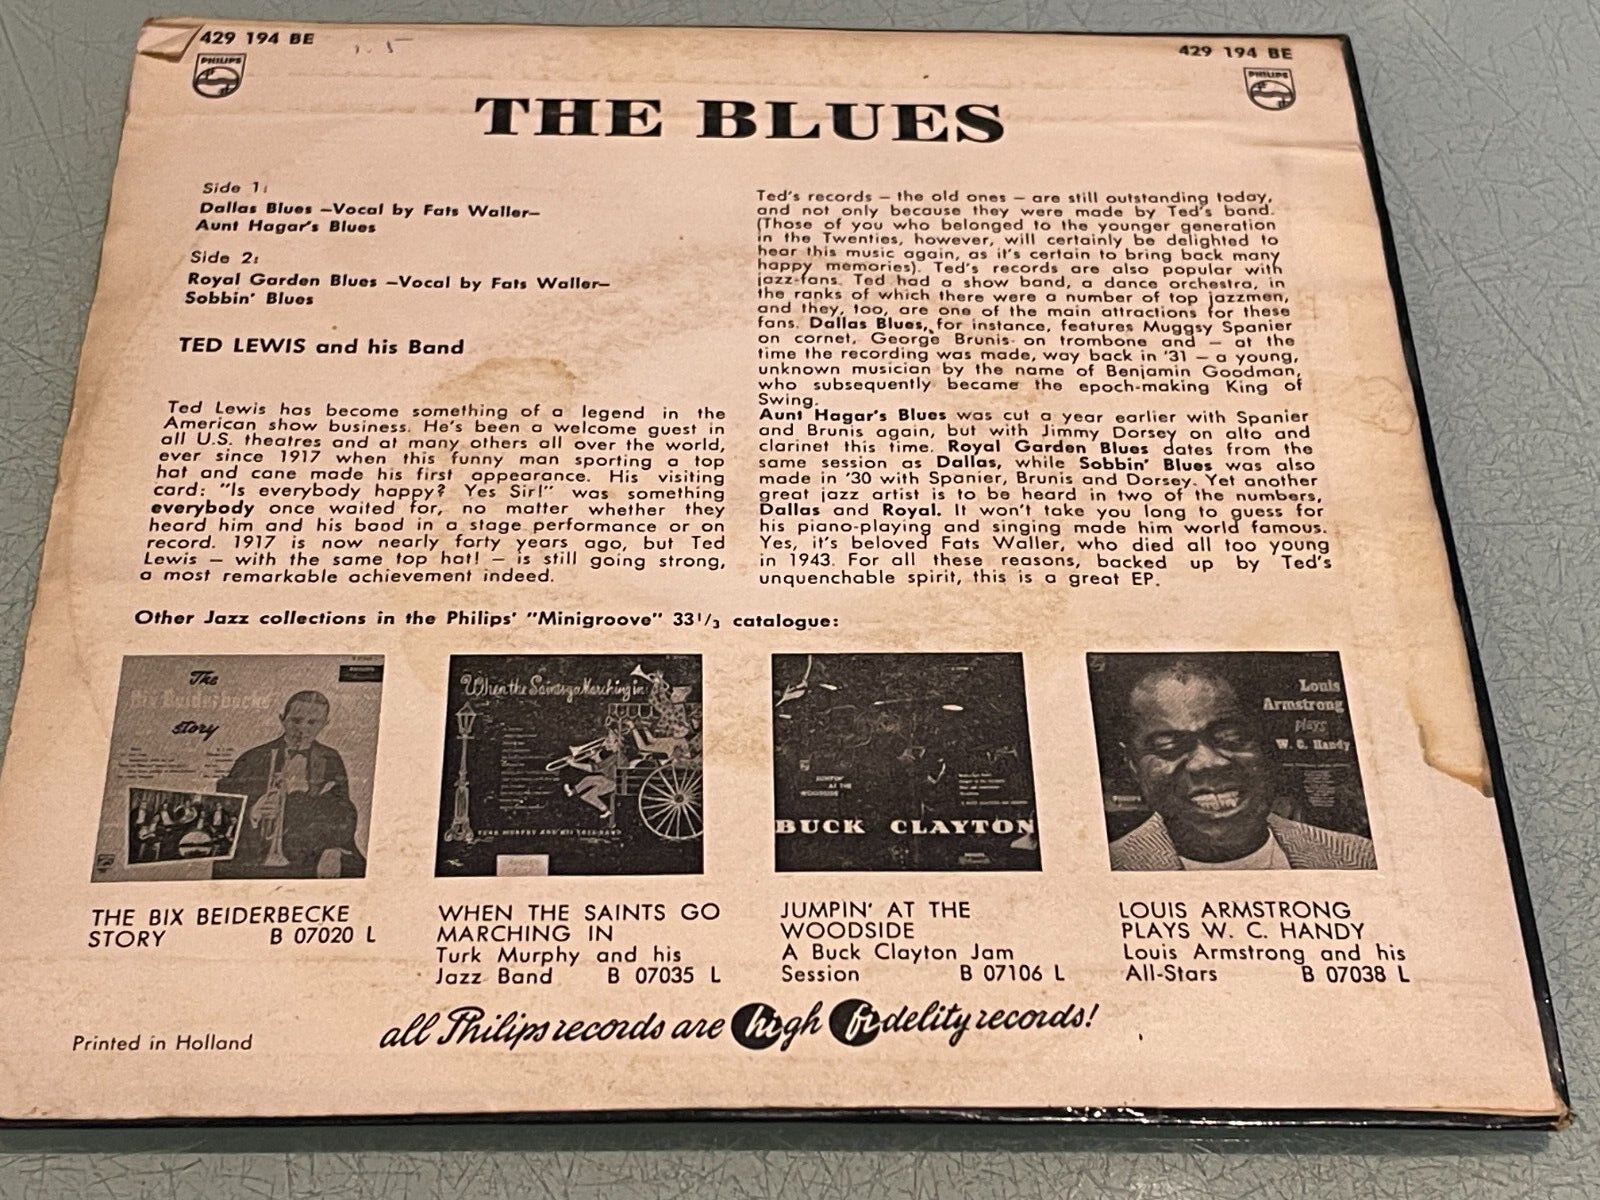 429 194 BE
429 194 BE
PHILIPS
PHILIPS
THE BLUES
Side 1:
Dallas Blues –Vocal by Fats Waller–
Aunt Hagar's Blues
Side 2:
Royal Garden Blues –Vocal by Fats Waller–
Sobbin' Blues
TED LEWIS and his Band
Ted Lewis has become something of a legend in the
American show business. He's been a welcome guest in
all U.S. theatres and at many others all over the world,
ever since 1917 when this funny man sporting a top
hat and cane made his first appearance. His visiting
card: "Is everybody happy? Yes Sir!" was something
everybody once waited for, no matter whether they
heard him and his band in a stage performance or on
record. 1917 is now nearly forty years ago, but Ted
Lewis – with the same top hat! – is still going strong,
a most remarkable achievement indeed.
Ted's records – the old ones – are still outstanding today,
and not only because they were made by Ted's band.
(Those of you who belonged to the younger generation
in the Twenties, however, will certainly be delighted to
hear this music again, as it's certain to bring back many
happy memories). Ted's records are also popular with
jazz-fans. Ted had a show band, a dance orchestra, in
the ranks of which there were a number of top jazzmen,
and they, too, are one of the main attractions for these
fans. Dallas Blues, for instance, features Muggsy Spanier
on cornet, George Brunis on trombone and – at the
time the recording was made, way back in '31 – a young,
unknown musician by the name of Benjamin Goodman,
who subsequently became the epoch-making King of
Swing.
Aunt Hagar's Blues was cut a year earlier with Spanier
and Brunis again, but with Jimmy Dorsey on alto and
clarinet this time. Royal Garden Blues dates from the
same session as Dallas, while Sobbin' Blues was also
made in '30 with Spanier, Brunis and Dorsey. Yet another
great jazz artist is to be heard in two of the numbers,
Dallas and Royal. It won't take you long to guess for
his piano-playing and singing made him world famous.
Yes, it's beloved Fats Waller, who died all too young
in 1943. For all these reasons, backed up by Ted's
unquenchable spirit, this is a great EP.
Other Jazz collections in the Philips' "Minigroove" 33 1/3 catalogue:
The
Bix Beiderbecke
story
When the Saints go Marching in
TURK MURPHY AND HIS JAZZ BAND
JUMPIN'
AT THE
WOODSIDE
BUCK CLAYTON
Louis
Armstrong
plays
W. C. Handy
THE BIX BEIDERBECKE
STORY B 07020 L
WHEN THE SAINTS GO
MARCHING IN
Turk Murphy and his
Jazz Band B 07035 L
JUMPIN' AT THE
WOODSIDE
A Buck Clayton Jam
Session B 07106 L
LOUIS ARMSTRONG
PLAYS W. C. HANDY
Louis Armstrong and his
All-Stars B 07038 L
all Philips records are high fidelity records!
Printed in Holland